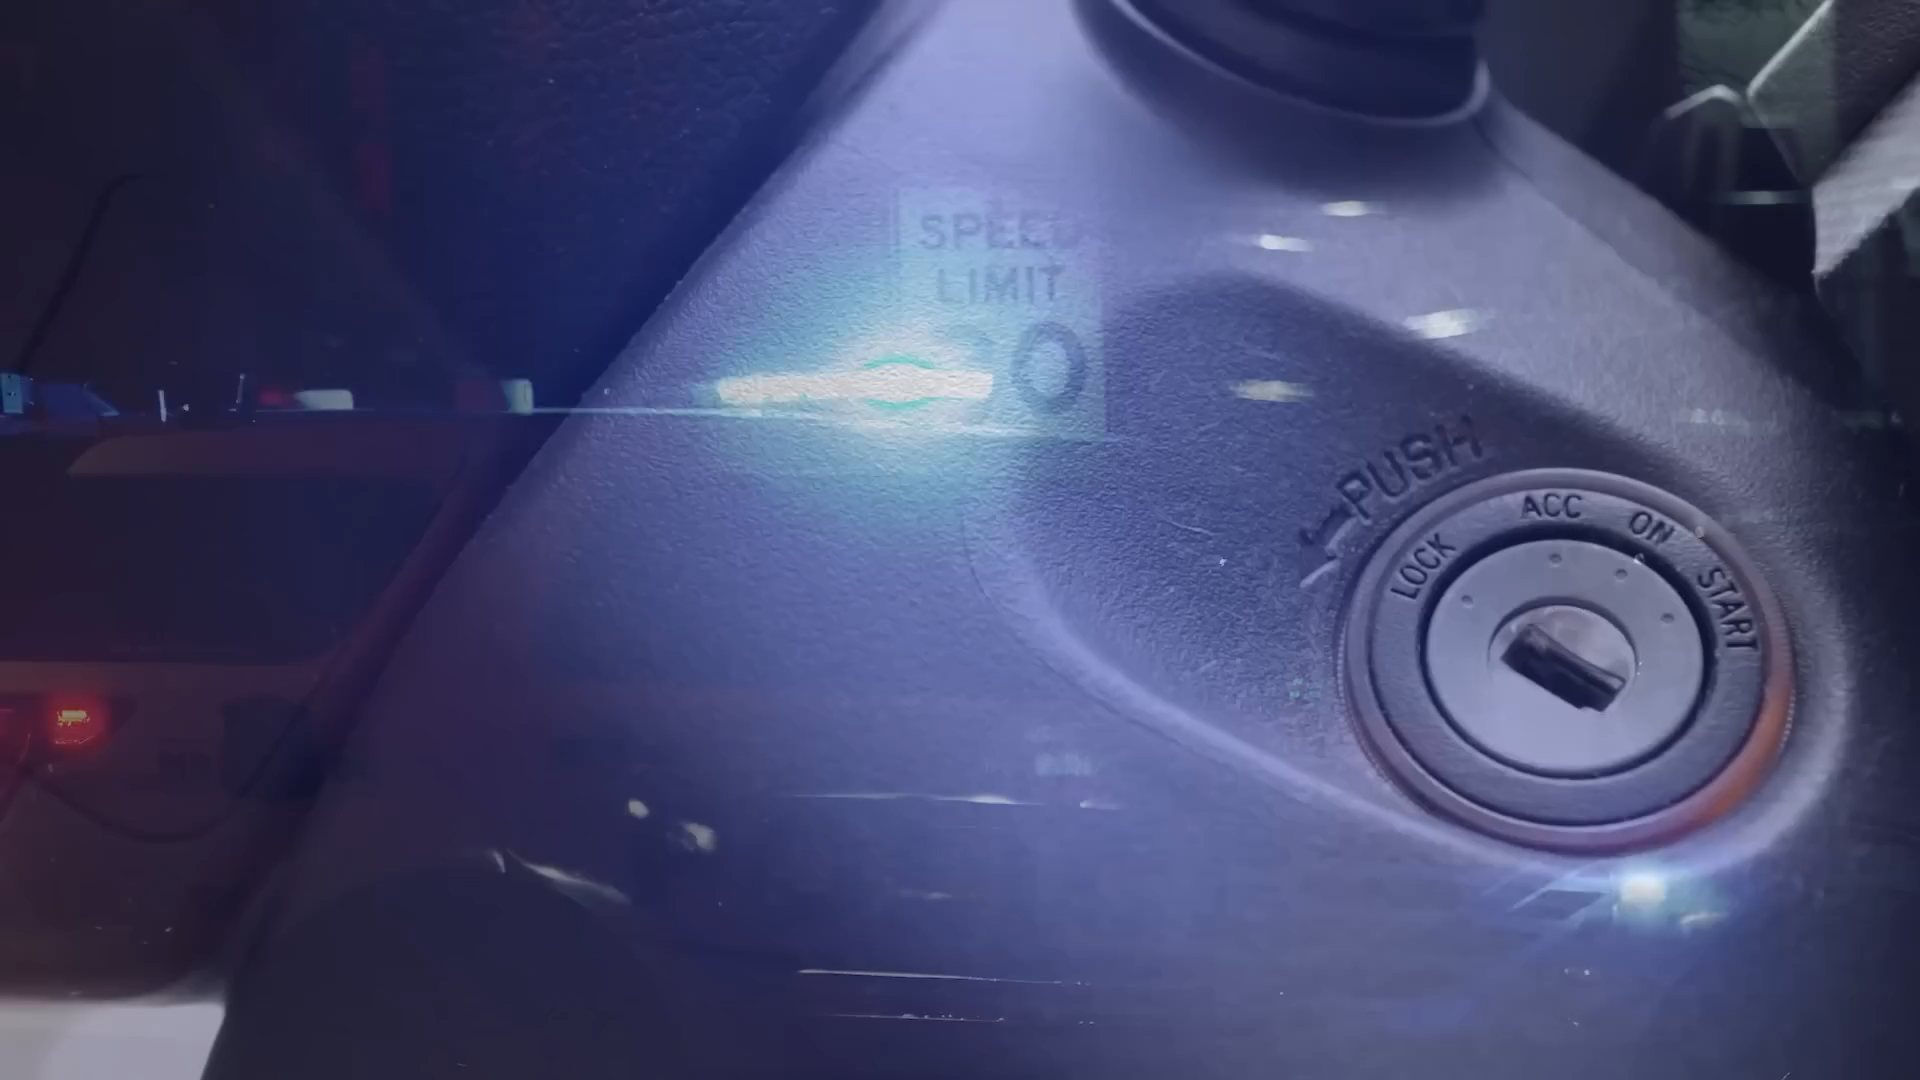 SPEED
LIMIT
PUSH
LOCK
ACC
ON
START